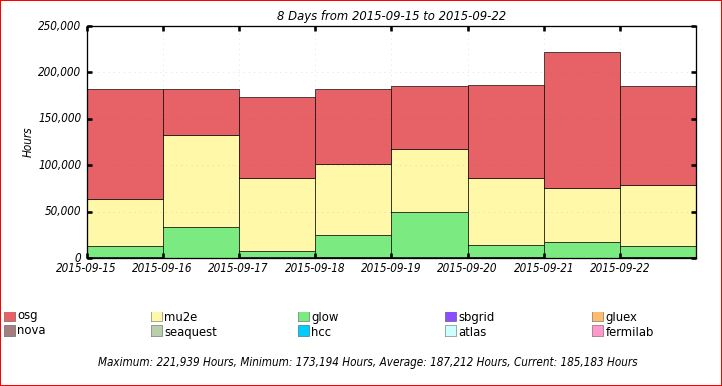 8 Days from 2015-09-15 to 2015-09-22
250,000
200,000
150,000
100,000
50,000
0
Hours
2015-09-15 2015-09-16 2015-09-17 2015-09-18 2015-09-19 2015-09-20 2015-09-21 2015-09-22
osg mu2e glow sbgrid gluex
nova seaquest hcc atlas fermilab
Maximum: 221,939 Hours, Minimum: 173,194 Hours, Average: 187,212 Hours, Current: 185,183 Hours